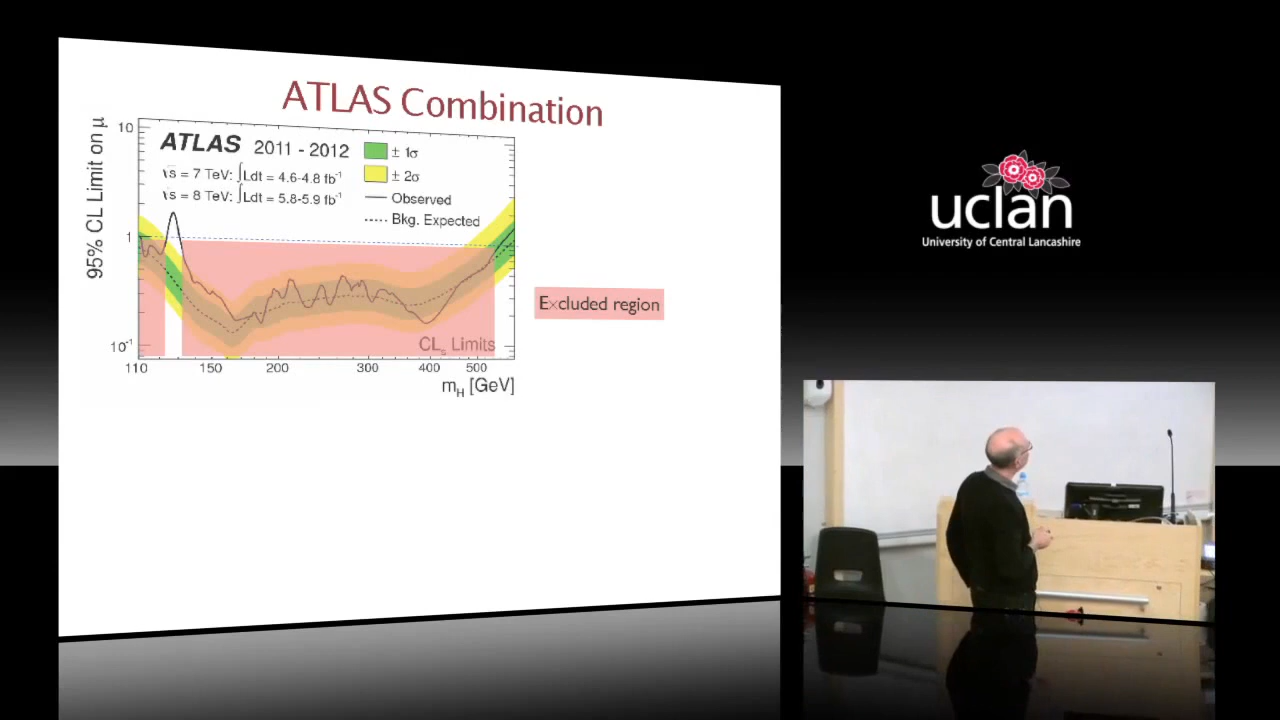 ATLAS Combination
95% CL Limit on μ
10
1
10⁻¹
ATLAS 2011 - 2012
√s = 7 TeV: ∫Ldt = 4.6-4.8 fb⁻¹
√s = 8 TeV: ∫Ldt = 5.8-5.9 fb⁻¹
± 1σ
± 2σ
Observed
Bkg. Expected
CLₛ Limits
110 150 200 300 400 500
m_H [GeV]
Excluded region
uclan
University of Central Lancashire